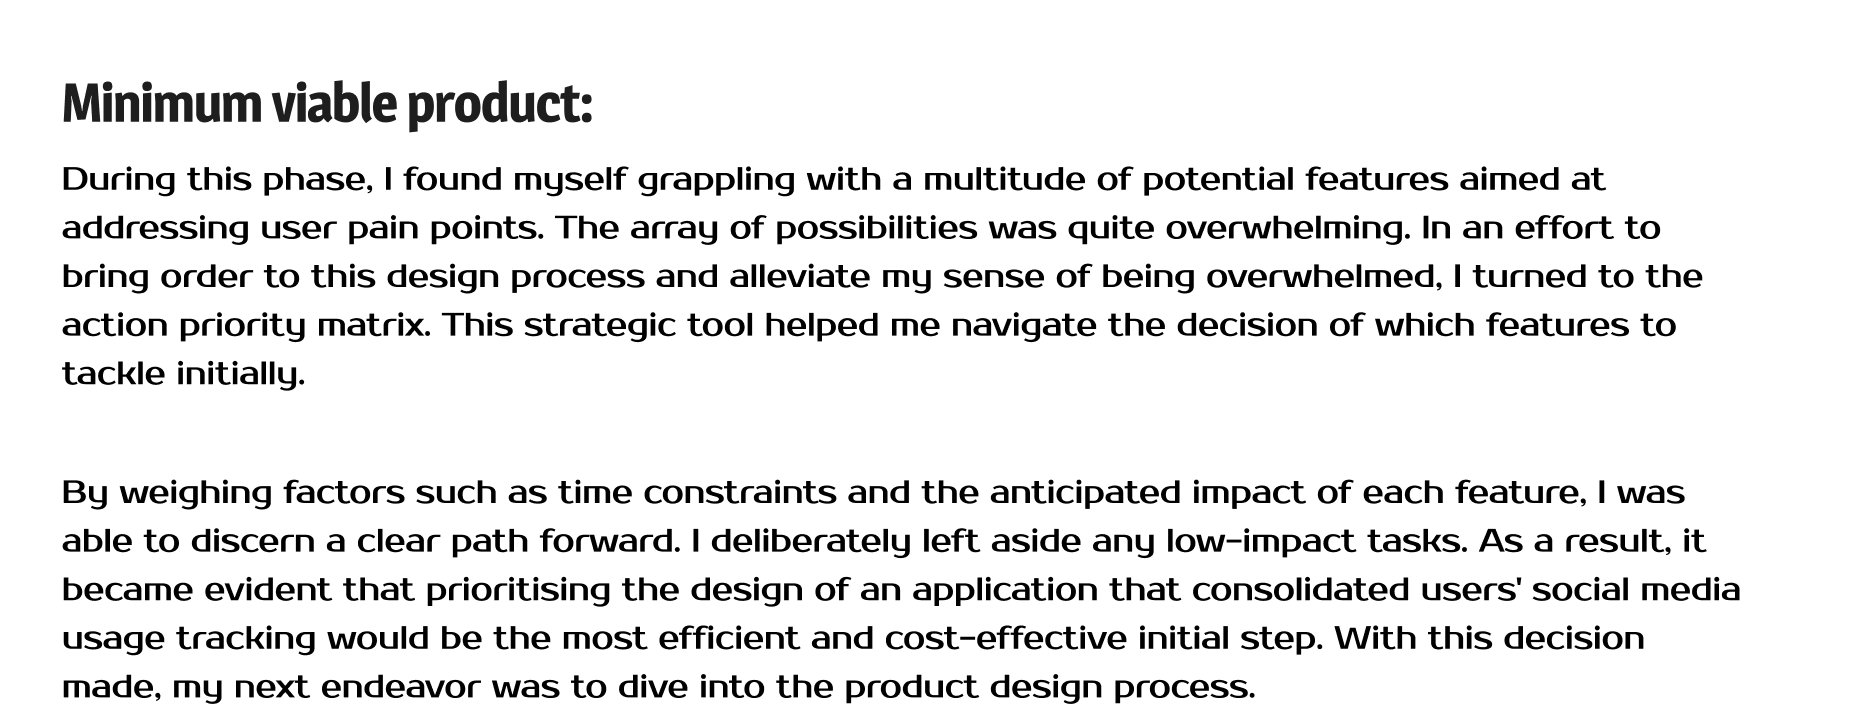 Minimum viable product:
During this phase, I found myself grappling with a multitude of potential features aimed at
addressing user pain points. The array of possibilities was quite overwhelming. In an effort to
bring order to this design process and alleviate my sense of being overwhelmed, I turned to the
action priority matrix. This strategic tool helped me navigate the decision of which features to
tackle initially.
By weighing factors such as time constraints and the anticipated impact of each feature, I was
able to discern a clear path forward. I deliberately left aside any low-impact tasks. As a result, it
became evident that prioritising the design of an application that consolidated users' social media
usage tracking would be the most efficient and cost-effective initial step. With this decision
made, my next endeavor was to dive into the product design process.